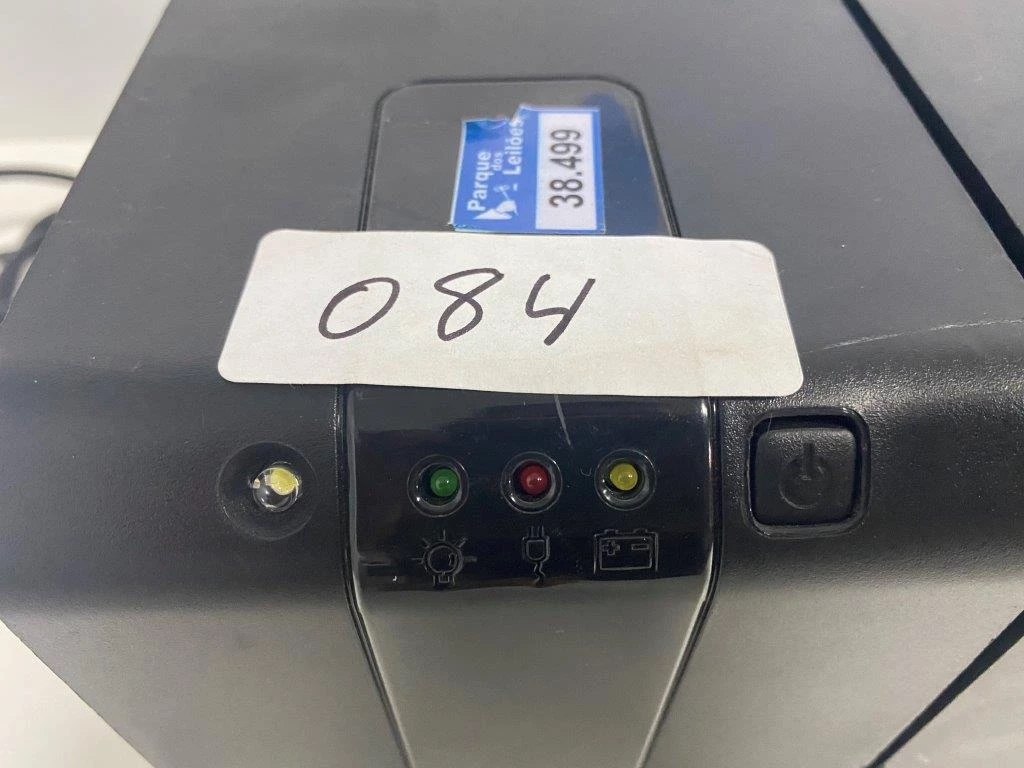 Parque
dos
Leilões
38.499
084